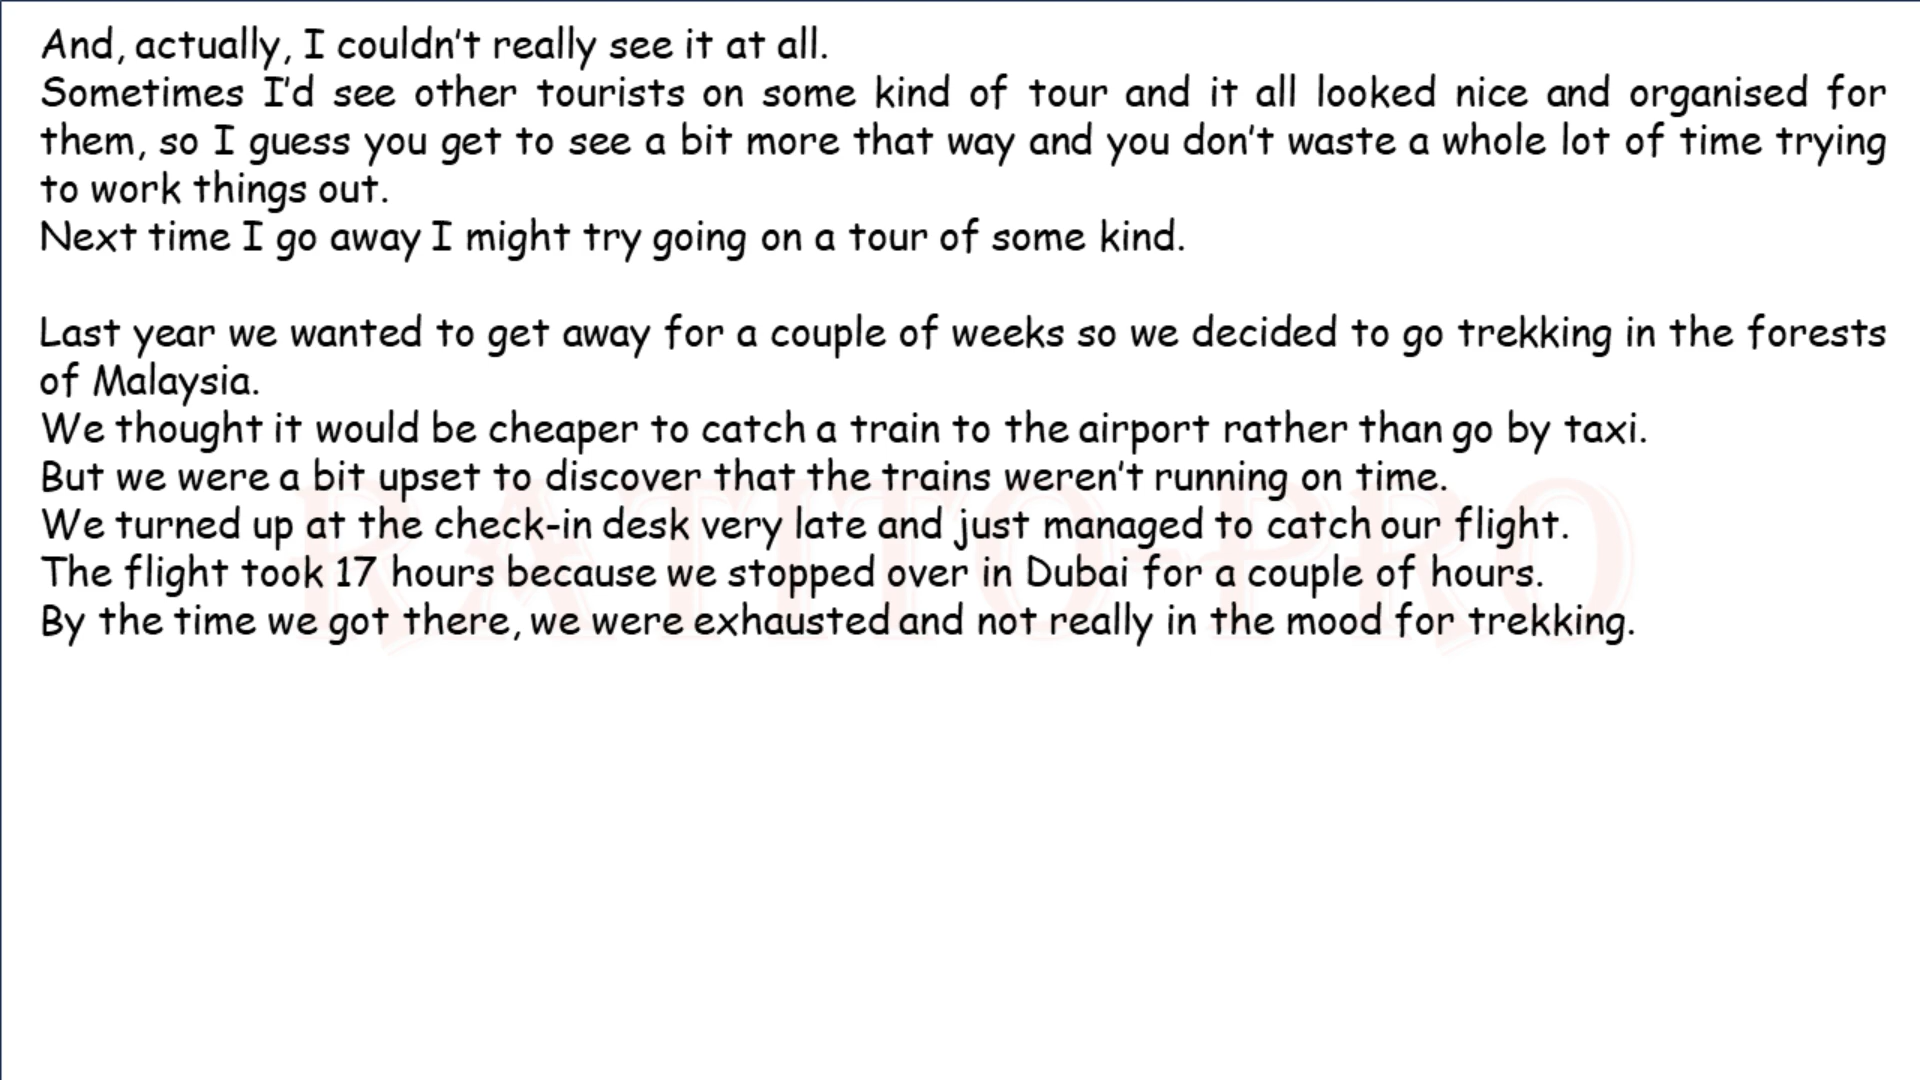 And, actually, I couldn't really see it at all.
Sometimes I'd see other tourists on some kind of tour and it all looked nice and organised for
them, so I guess you get to see a bit more that way and you don't waste a whole lot of time trying
to work things out.
Next time I go away I might try going on a tour of some kind.
Last year we wanted to get away for a couple of weeks so we decided to go trekking in the forests
of Malaysia.
We thought it would be cheaper to catch a train to the airport rather than go by taxi.
But we were a bit upset to discover that the trains weren't running on time.
We turned up at the check-in desk very late and just managed to catch our flight.
The flight took 17 hours because we stopped over in Dubai for a couple of hours.
By the time we got there, we were exhausted and not really in the mood for trekking.
RATITO-PRO